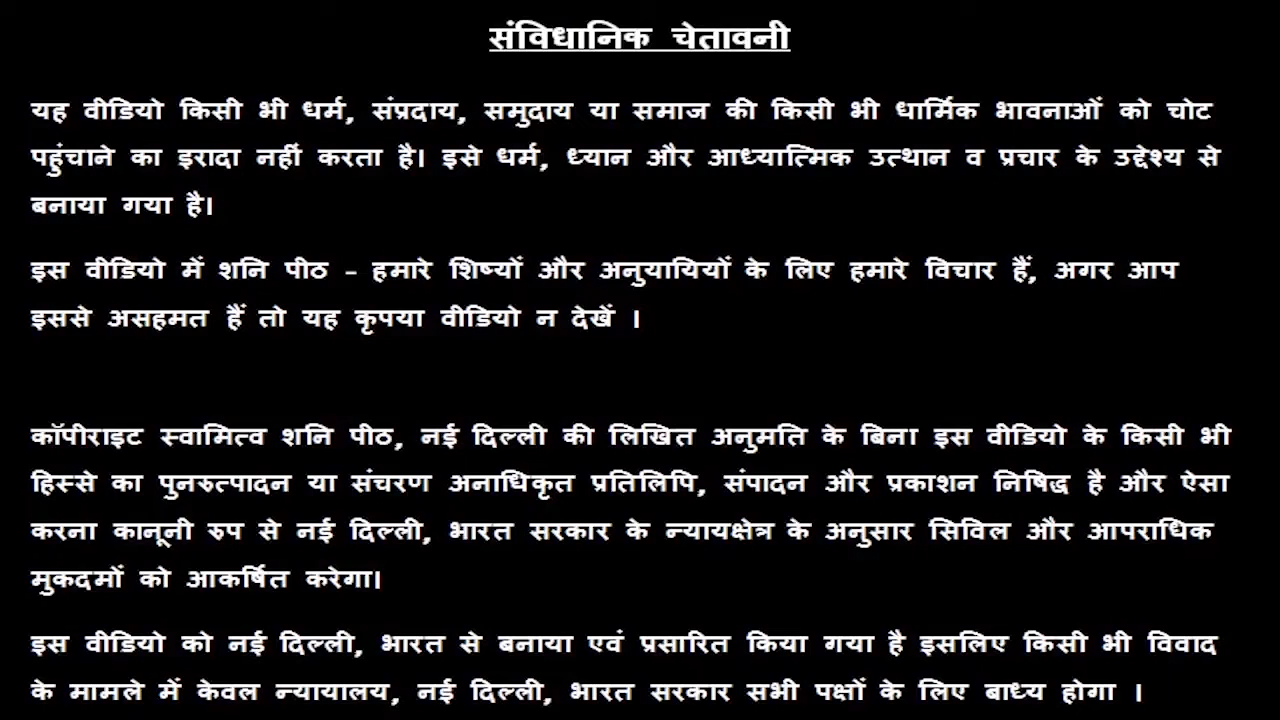 संविधानिक चेतावनी
यह वीडियो किसी भी धर्म, संप्रदाय, समुदाय या समाज की किसी भी धार्मिक भावनाओं को चोट
पहुंचाने का इरादा नहीं करता है। इसे धर्म, ध्यान और आध्यात्मिक उत्थान व प्रचार के उद्देश्य से
बनाया गया है।
इस वीडियो में शनि पीठ – हमारे शिष्यों और अनुयायियों के लिए हमारे विचार हैं, अगर आप
इससे असहमत हैं तो यह कृपया वीडियो न देखें ।
कॉपीराइट स्वामित्व शनि पीठ, नई दिल्ली की लिखित अनुमति के बिना इस वीडियो के किसी भी
हिस्से का पुनरुत्पादन या संचरण अनाधिकृत प्रतिलिपि, संपादन और प्रकाशन निषिद्ध है और ऐसा
करना कानूनी रुप से नई दिल्ली, भारत सरकार के न्यायक्षेत्र के अनुसार सिविल और आपराधिक
मुकदमों को आकर्षित करेगा।
इस वीडियो को नई दिल्ली, भारत से बनाया एवं प्रसारित किया गया है इसलिए किसी भी विवाद
के मामले में केवल न्यायालय, नई दिल्ली, भारत सरकार सभी पक्षों के लिए बाध्य होगा ।